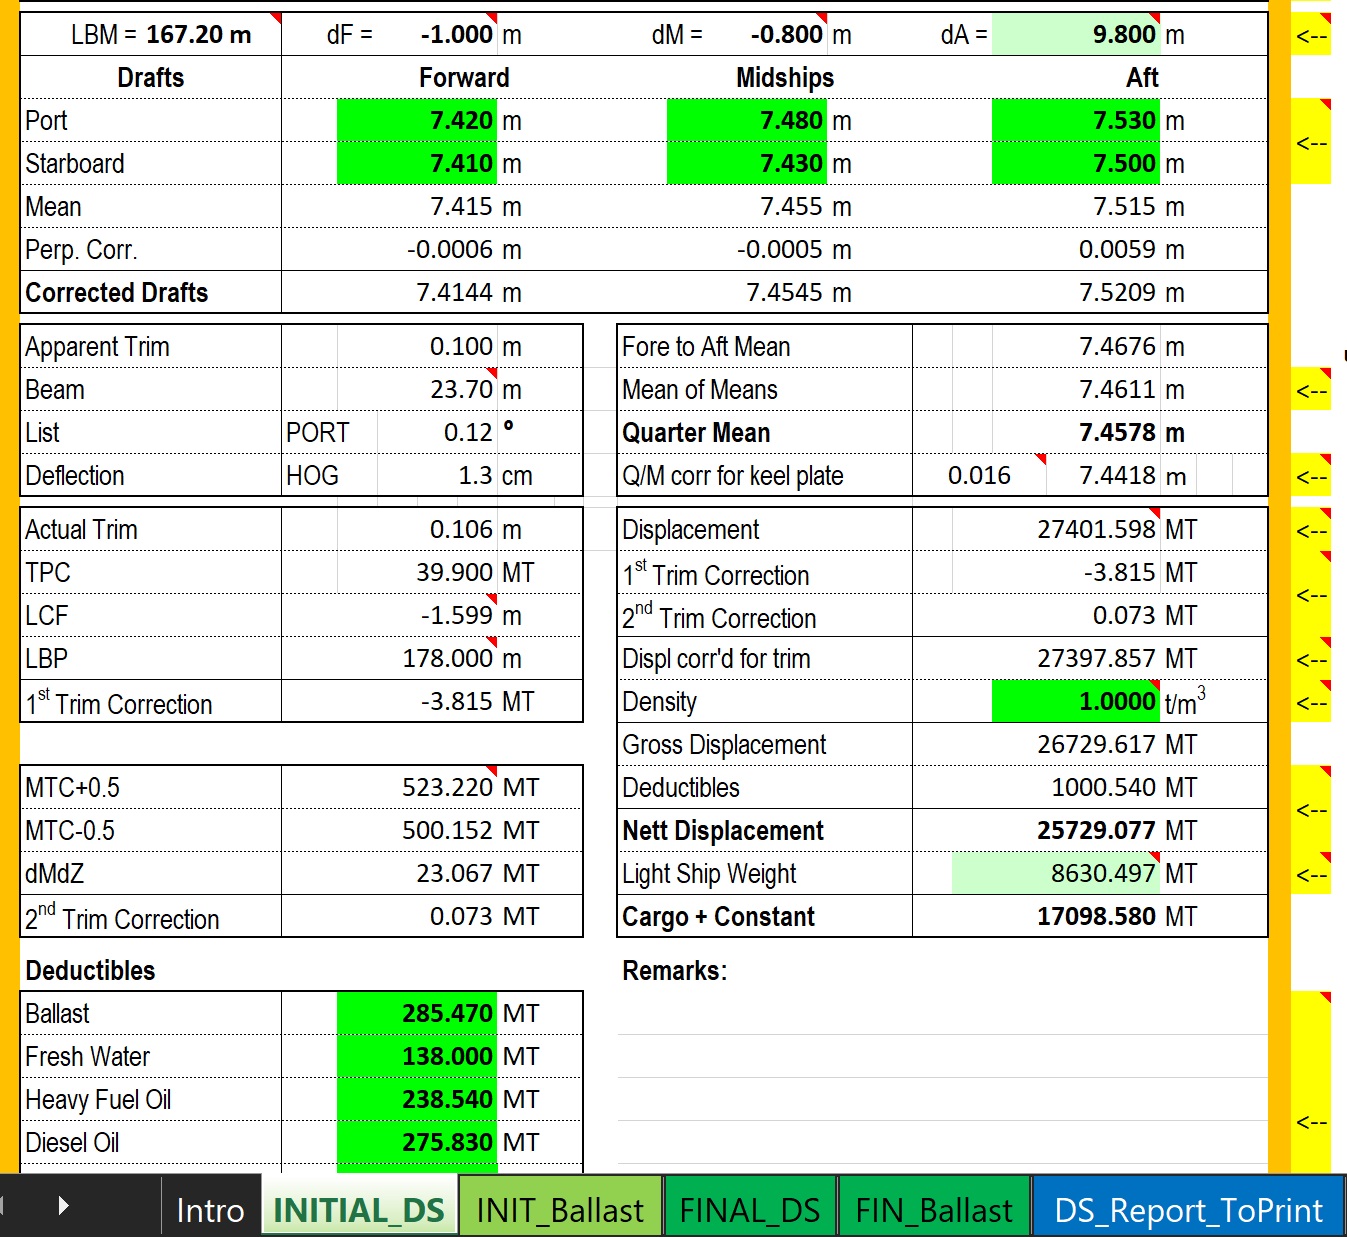 LBM = 167.20 m dF = -1.000 m dM = -0.800 m dA = 9.800 m <--
Drafts Forward Midships Aft
Port 7.420 m 7.480 m 7.530 m
<--
Starboard 7.410 m 7.430 m 7.500 m
Mean 7.415 m 7.455 m 7.515 m
Perp. Corr. -0.0006 m -0.0005 m 0.0059 m
Corrected Drafts 7.4144 m 7.4545 m 7.5209 m
Apparent Trim 0.100 m Fore to Aft Mean 7.4676 m
Beam 23.70 m Mean of Means 7.4611 m <--
List PORT 0.12 º Quarter Mean 7.4578 m
Deflection HOG 1.3 cm Q/M corr for keel plate 0.016 7.4418 m <--
Actual Trim 0.106 m Displacement 27401.598 MT <--
TPC 39.900 MT 1st Trim Correction -3.815 MT
<--
LCF -1.599 m 2nd Trim Correction 0.073 MT
LBP 178.000 m Displ corr'd for trim 27397.857 MT <--
1st Trim Correction -3.815 MT Density 1.0000 t/m³ <--
Gross Displacement 26729.617 MT
MTC+0.5 523.220 MT Deductibles 1000.540 MT
<--
MTC-0.5 500.152 MT Nett Displacement 25729.077 MT
dMdZ 23.067 MT Light Ship Weight 8630.497 MT <--
2nd Trim Correction 0.073 MT Cargo + Constant 17098.580 MT
Deductibles Remarks:
Ballast 285.470 MT
Fresh Water 138.000 MT
Heavy Fuel Oil 238.540 MT
<--
Diesel Oil 275.830 MT
Intro INITIAL_DS INIT_Ballast FINAL_DS FIN_Ballast DS_Report_ToPrint